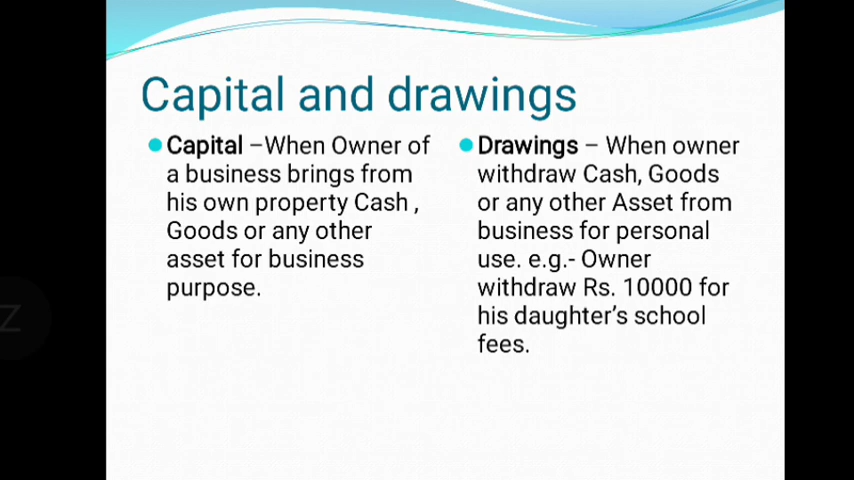 Capital and drawings
Capital –When Owner of
a business brings from
his own property Cash ,
Goods or any other
asset for business
purpose.
Drawings – When owner
withdraw Cash, Goods
or any other Asset from
business for personal
use. e.g.- Owner
withdraw Rs. 10000 for
his daughter’s school
fees.
Z